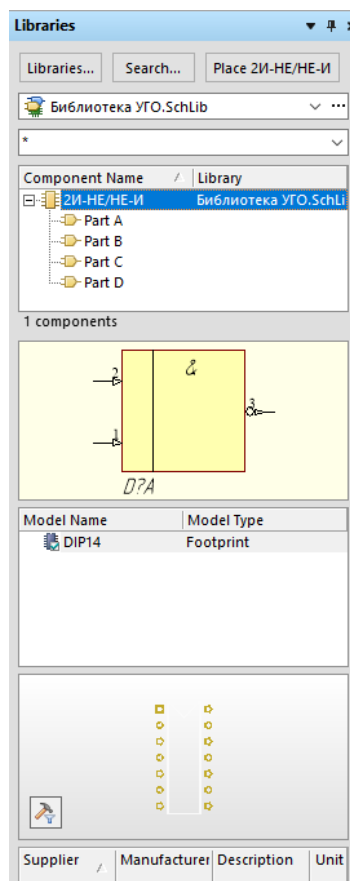 Libraries
Libraries... Search... Place 2И-НЕ/НЕ-И
Библиотека УГО.SchLib ...
*
Component Name Library
2И-НЕ/НЕ-И Библиотека УГО.SchLi
Part A
Part B
Part C
Part D
1 components
2 &
3
1
D?A
Model Name Model Type
DIP14 Footprint
Supplier Manufacturer Description Unit